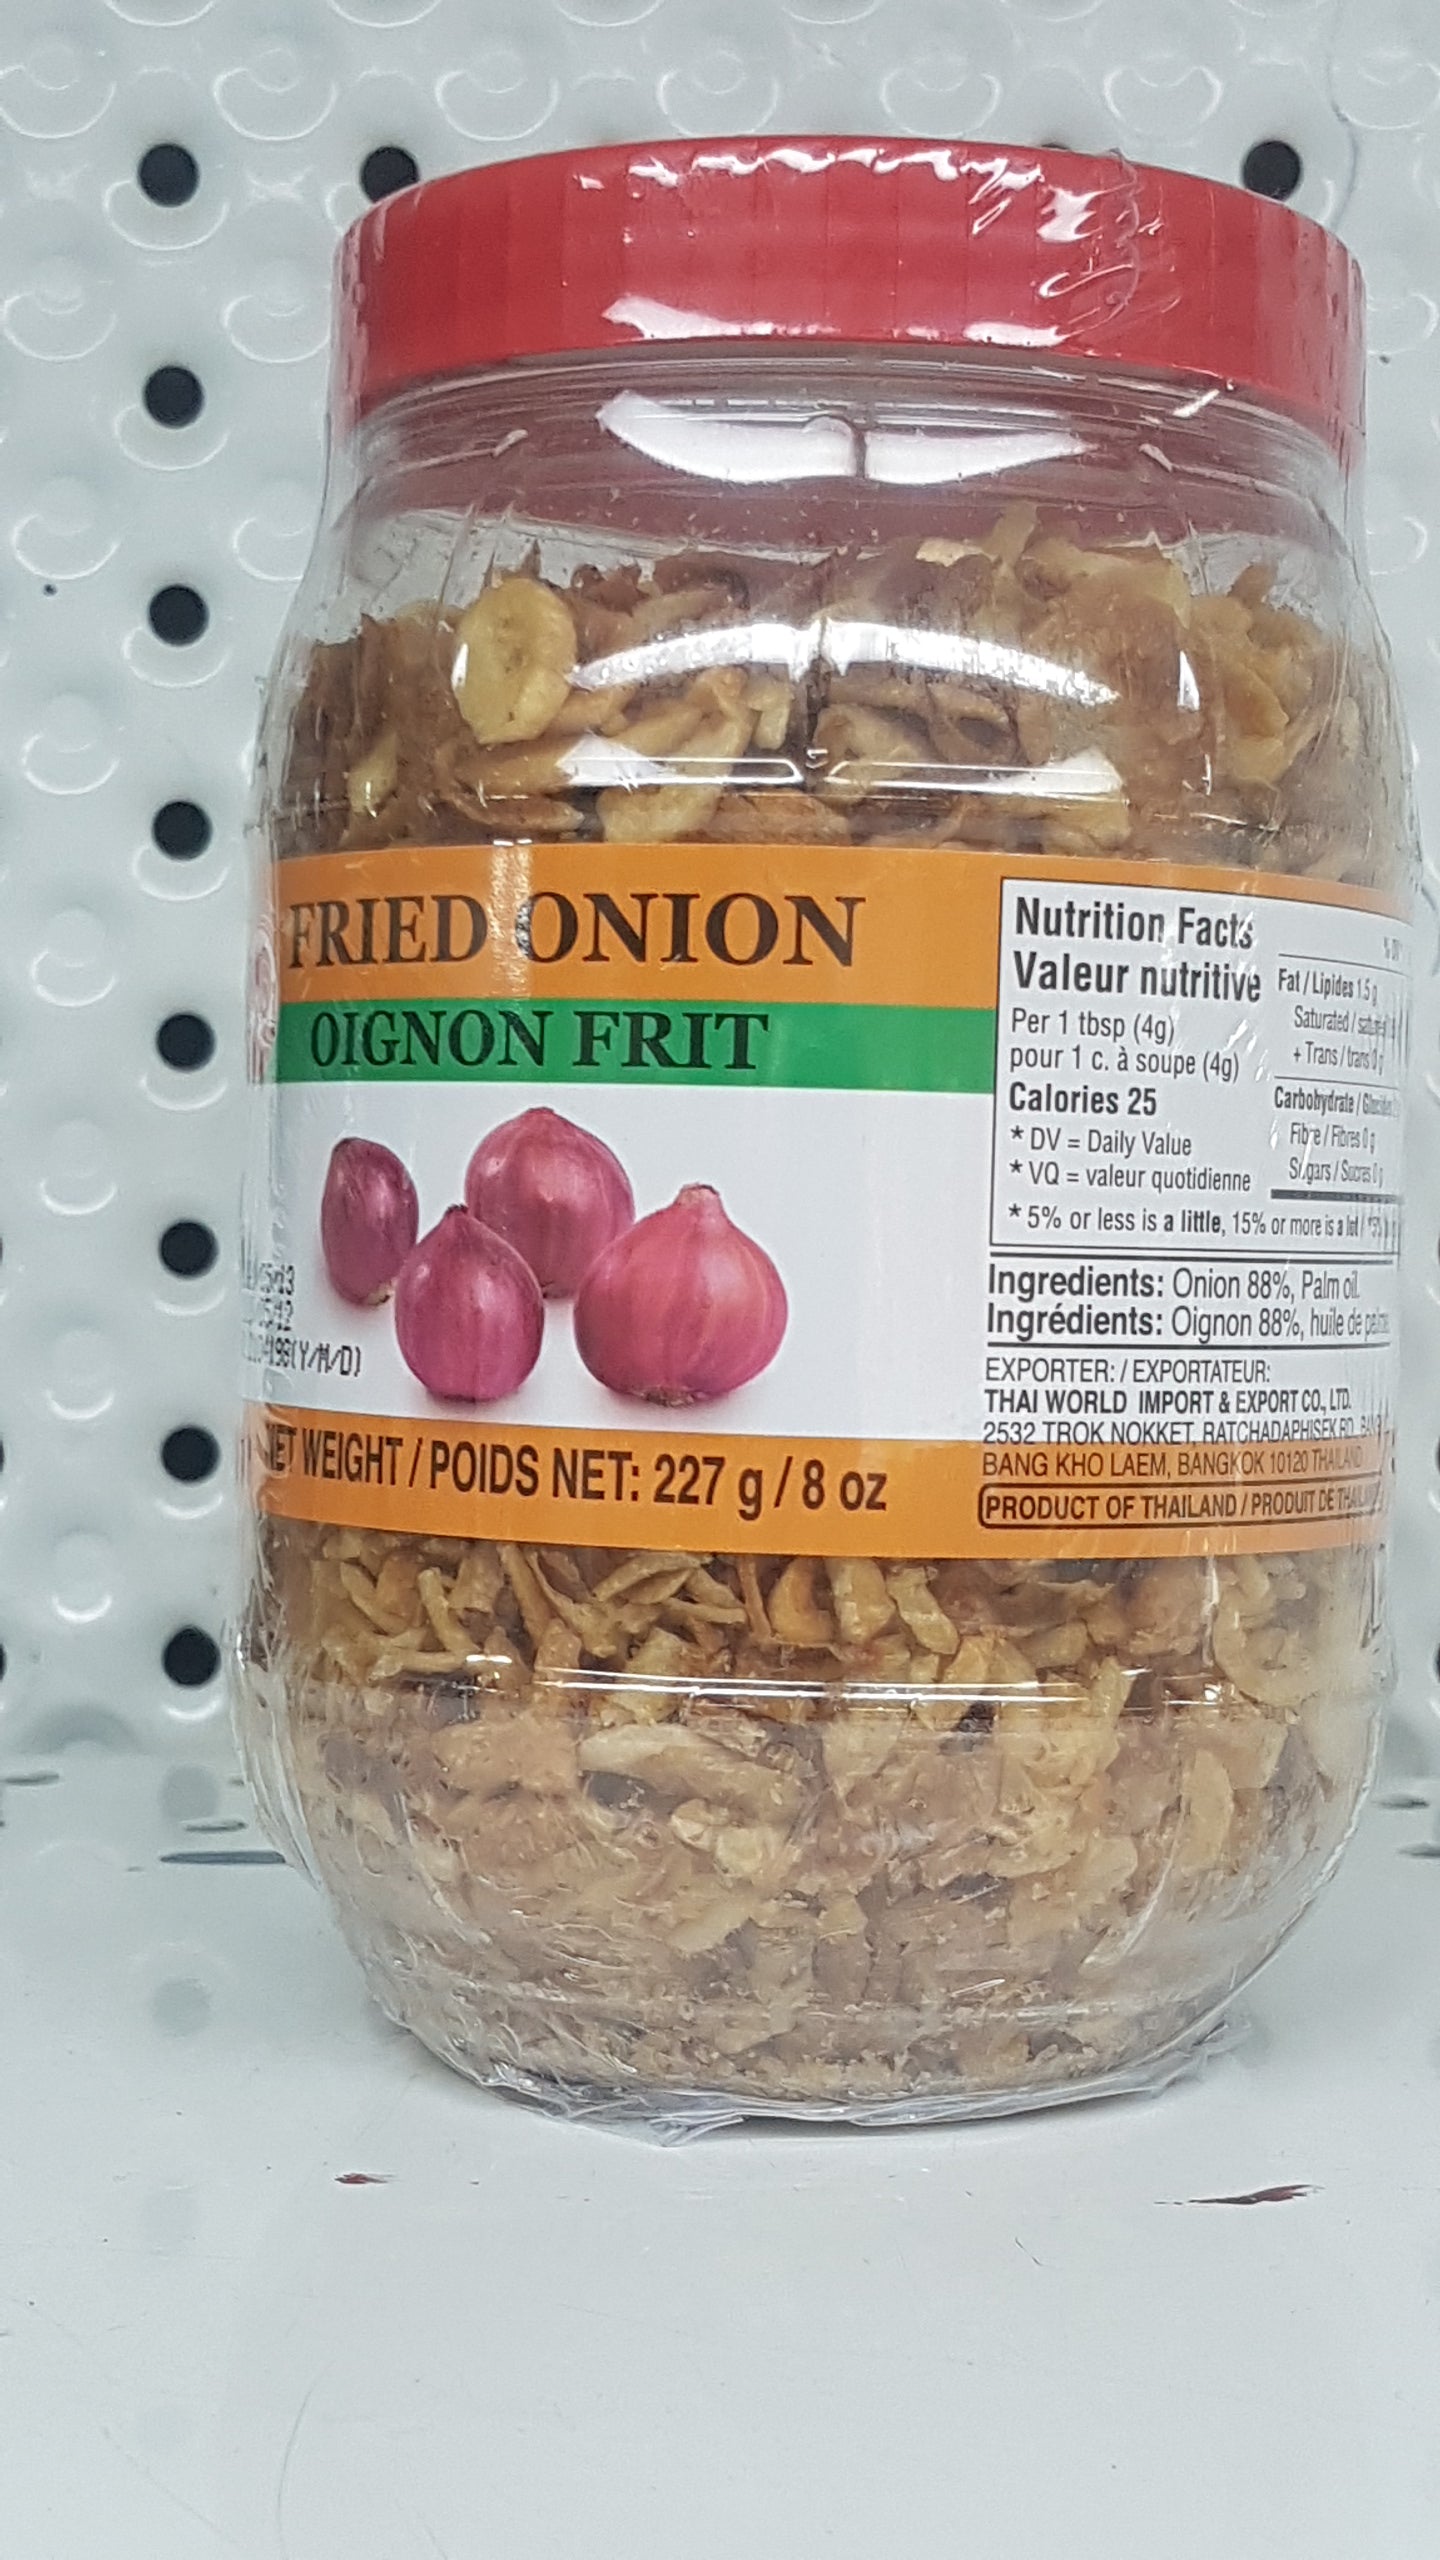 FRIED ONION
OIGNON FRIT
(Y/M/D)
NET WEIGHT / POIDS NET: 227 g / 8 oz
Nutrition Facts
Valeur nutritive
Per 1 tbsp (4g)
pour 1 c. à soupe (4g)
Calories 25
* DV = Daily Value
* VQ = valeur quotidienne
Fat / Lipides 1.5 g
Saturated /
+ Trans / trans 0 g
Carbohydrate /
Fibre / Fibres 0 g
Sugars / Sucres 0 g
* 5% or less is a little, 15% or more is a lot /
Ingredients: Onion 88%, Palm oil.
Ingrédients: Oignon 88%, huile de
EXPORTER: / EXPORTATEUR:
THAI WORLD IMPORT & EXPORT CO., LTD.
2532 TROK NOKKET, RATCHADAPHISEK RD.,
BANG KHO LAEM, BANGKOK 10120 THAILAND
PRODUCT OF THAILAND / PRODUIT DE